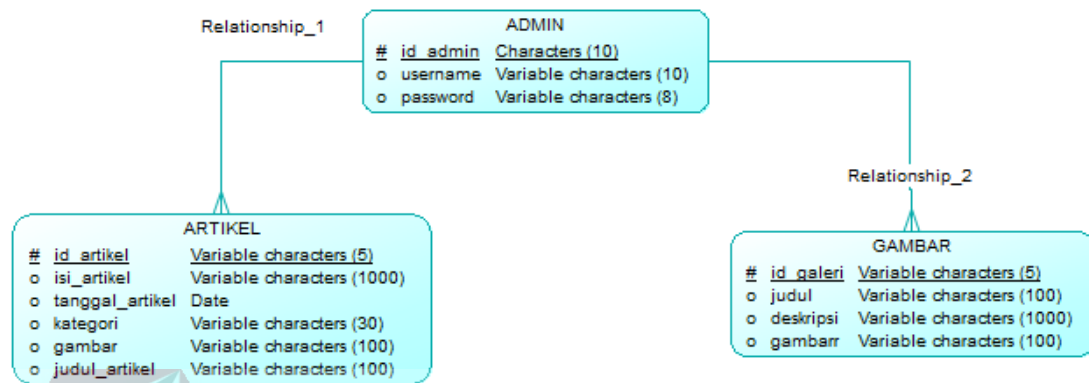 Relationship_1
ADMIN
# id_admin Characters (10)
o username Variable characters (10)
o password Variable characters (8)
Relationship_2
ARTIKEL
# id_artikel Variable characters (5)
o isi_artikel Variable characters (1000)
o tanggal_artikel Date
o kategori Variable characters (30)
o gambar Variable characters (100)
o judul_artikel Variable characters (100)
GAMBAR
# id_galeri Variable characters (5)
o judul Variable characters (100)
o deskripsi Variable characters (1000)
o gambarr Variable characters (100)